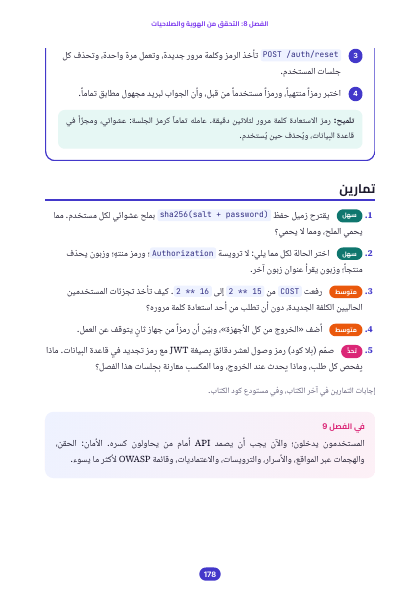 الفصل 8: التحقق من الهوية والصلاحيات
3 POST /auth/reset تأخذ الرمز وكلمة مرور جديدة، وتعمل مرة واحدة، وتحذف كل
جلسات المستخدم.
4 اختبر رمزاً منتهياً، ورمزاً مستخدماً من قبل، وأن الجواب لبريد مجهول مطابق تماماً.
تلميح: رمز الاستعادة كلمة مرور لثلاثين دقيقة. عامله تماماً كرمز الجلسة: عشوائي، ومجزّأ في
قاعدة البيانات، ويُحذف حين يُستخدم.
تمارين
1. سهل يقترح زميل حفظ sha256(salt + password) بملح عشوائي لكل مستخدم. مما
يحمي الملح، ومما لا يحمي؟
2. سهل اختبر الحالة لكل مما يلي: لا ترويسة Authorization؛ ورمز منتهٍ؛ وزبون يحذف
منتجاً؛ وزبون يقرأ عنوان زبون آخر.
3. متوسط رفعت COST من 2 ** 15 إلى 2 ** 16. كيف تأخذ تجزئات المستخدمين
الحاليين الكلفة الجديدة، دون أن تطلب من أحد استعادة كلمة مروره؟
4. متوسط أضف «الخروج من كل الأجهزة»، وبيّن أن رمزاً من جهاز ثانٍ يتوقف عن العمل.
5. تحدٍّ صمّم (بلا كود) رمز وصول لعشر دقائق بصيغة JWT مع رمز تجديد في قاعدة البيانات. ماذا
يفحص كل طلب، وماذا يحدث عند الخروج، وما المكسب مقارنة بجلسات هذا الفصل؟
إجابات التمارين في آخر الكتاب، وفي مستودع كود الكتاب.
في الفصل 9
المستخدمون يدخلون؛ والآن يجب أن يصمد API أمام من يحاولون كسره. الأمان: الحقن،
والهجمات عبر المواقع، والأسرار، والترويسات، والاعتماديات، وقائمة OWASP لأكثر ما يسوء.
178